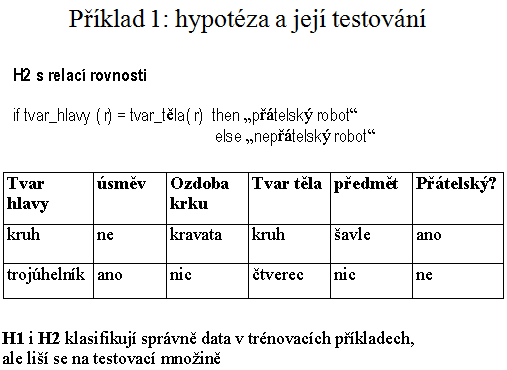 Příklad 1: hypotéza a její testování
H2 s relací rovnosti
if tvar_hlavy ( r) = tvar_těla( r) then „přátelský robot“
else „nepřátelský robot“
Tvar hlavy úsměv Ozdoba krku Tvar těla předmět Přátelský?
kruh ne kravata kruh šavle ano
trojúhelník ano nic čtverec nic ne
H1 i H2 klasifikují správně data v trénovacích příkladech,
ale liší se na testovací množině